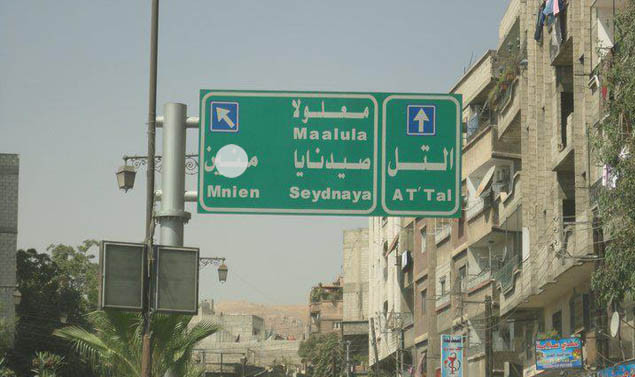 معلولا
Maalula
صيدنايا
Seydnaya
Mnien
التل
AT'Tal